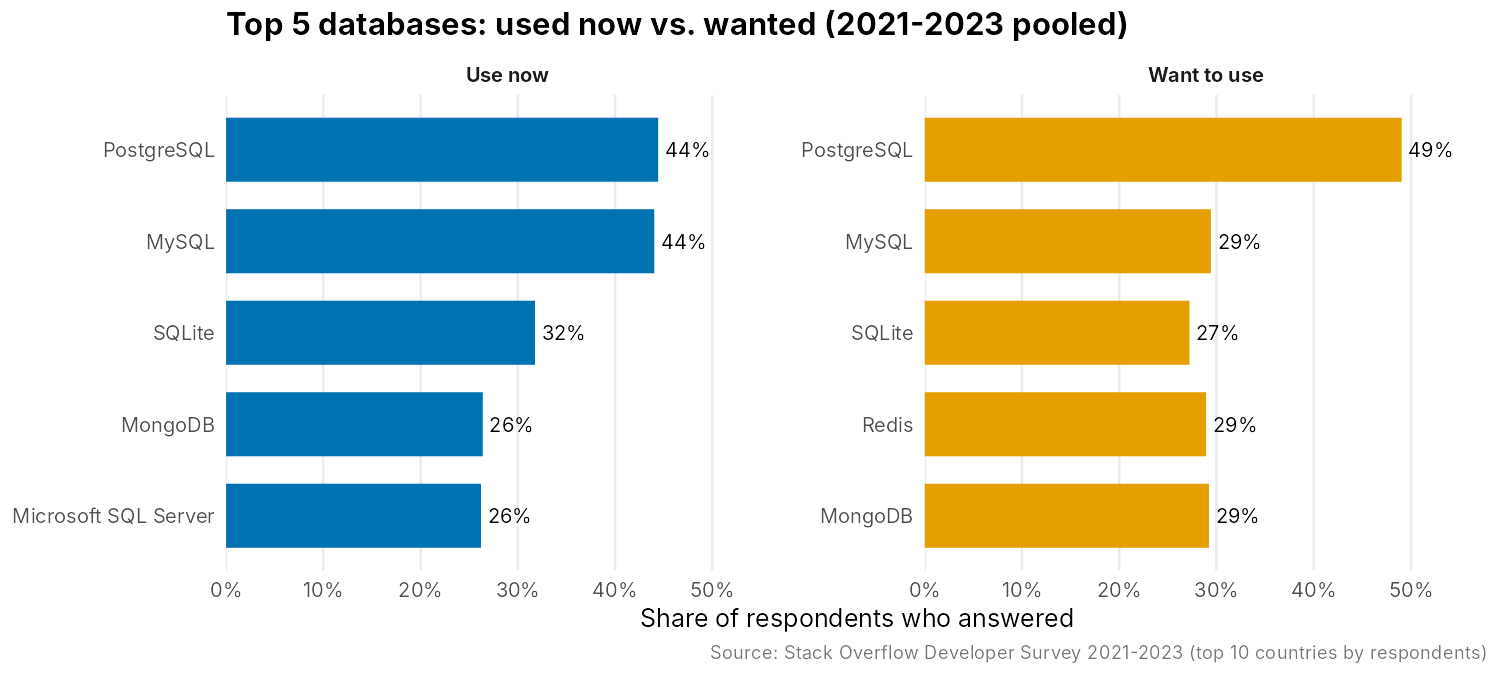 Top 5 databases: used now vs. wanted (2021-2023 pooled)
Use now
PostgreSQL 44%
MySQL 44%
SQLite 32%
MongoDB 26%
Microsoft SQL Server 26%
0% 10% 20% 30% 40% 50%
Want to use
PostgreSQL 49%
MySQL 29%
SQLite 27%
Redis 29%
MongoDB 29%
0% 10% 20% 30% 40% 50%
Share of respondents who answered
Source: Stack Overflow Developer Survey 2021-2023 (top 10 countries by respondents)